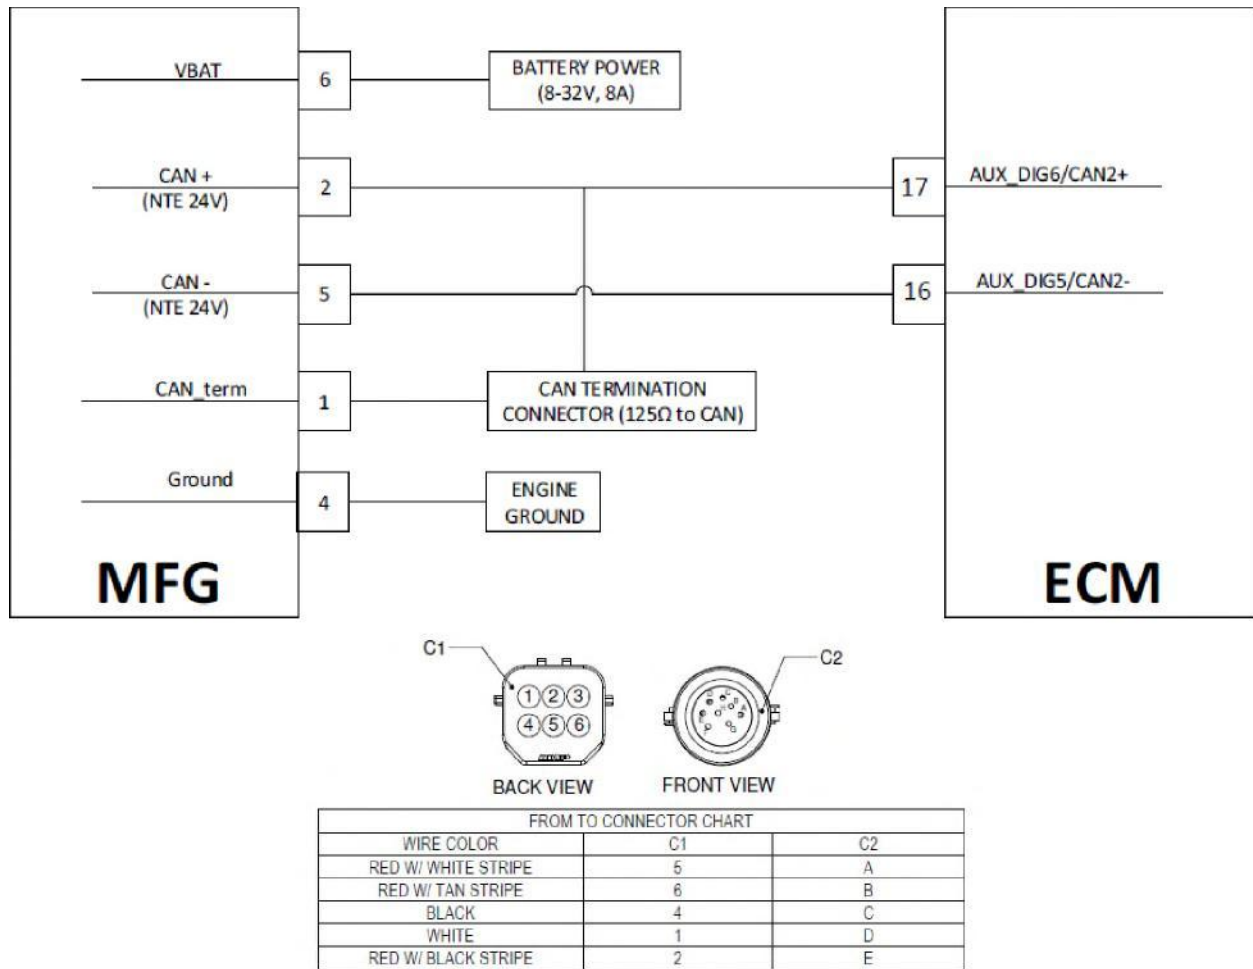 VBAT
6
BATTERY POWER
(8-32V, 8A)
CAN +
(NTE 24V)
2
17
AUX_DIG6/CAN2+
CAN -
(NTE 24V)
5
16
AUX_DIG5/CAN2-
CAN_term
1
CAN TERMINATION
CONNECTOR (125Ω to CAN)
Ground
4
ENGINE
GROUND
MFG
ECM
C1
C2
1 2 3
4 5 6
BACK VIEW
FRONT VIEW
FROM TO CONNECTOR CHART
WIRE COLOR C1 C2
RED W/ WHITE STRIPE 5 A
RED W/ TAN STRIPE 6 B
BLACK 4 C
WHITE 1 D
RED W/ BLACK STRIPE 2 E